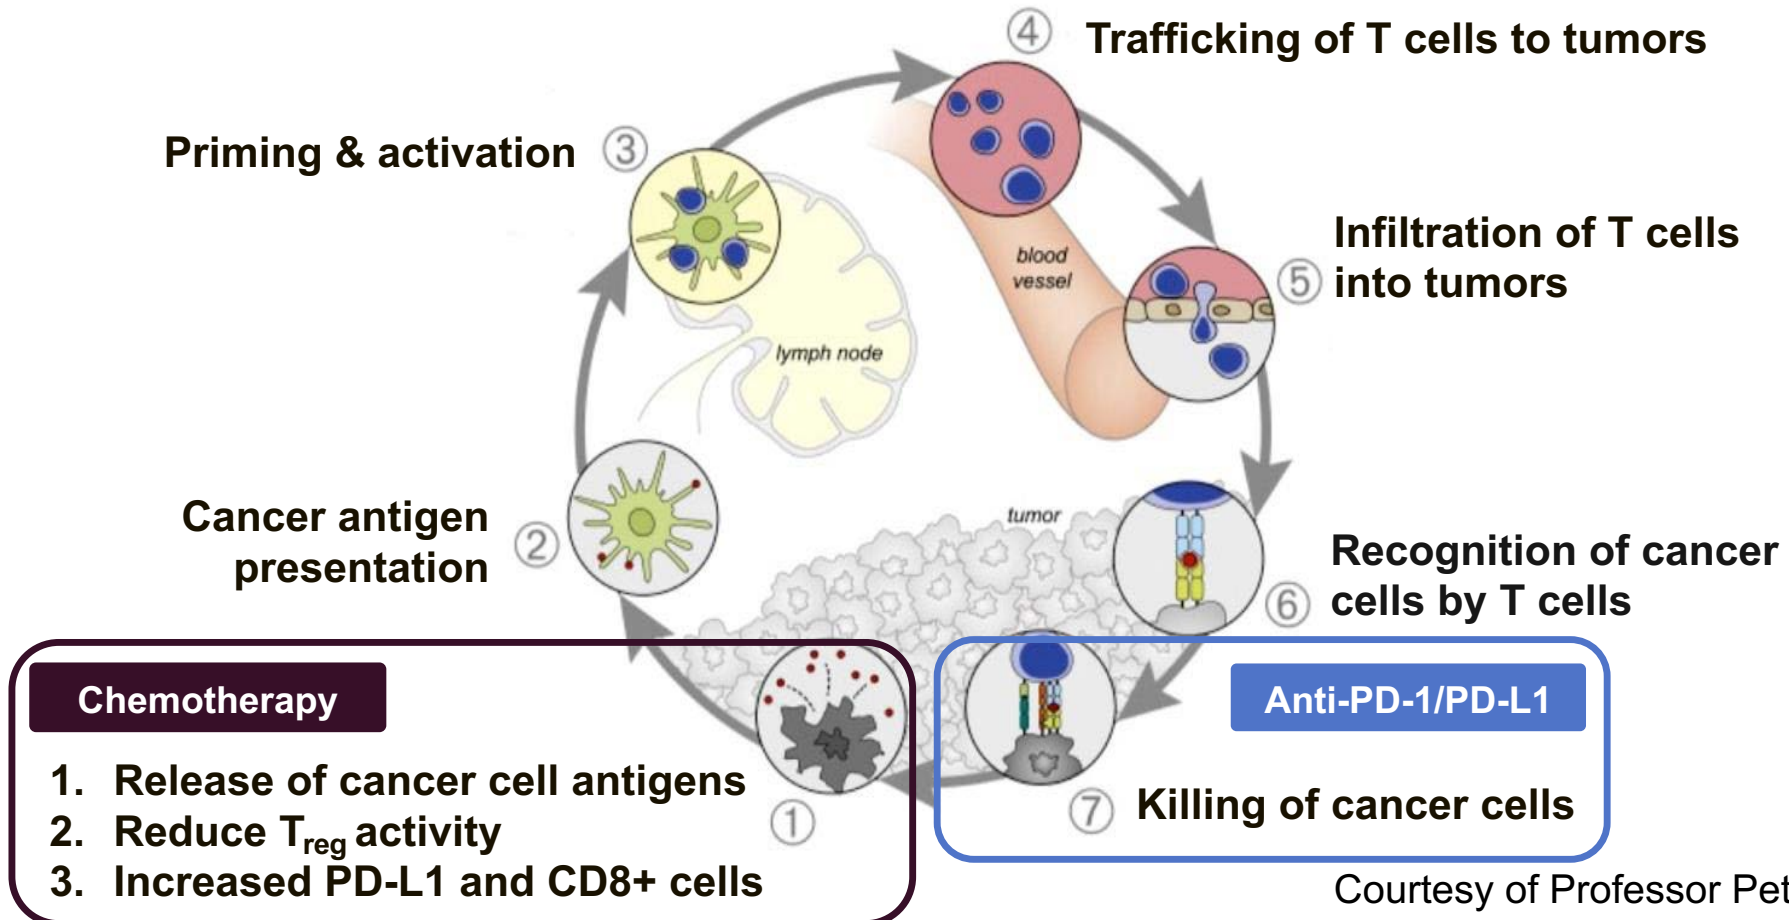 ④ Trafficking of T cells to tumors
Priming & activation ③
blood
vessel
Infiltration of T cells
⑤ into tumors
lymph node
Cancer antigen
presentation ②
tumor
Recognition of cancer
⑥ cells by T cells
Chemotherapy
1. Release of cancer cell antigens
2. Reduce Treg activity
3. Increased PD-L1 and CD8+ cells
①
Anti-PD-1/PD-L1
⑦ Killing of cancer cells
Courtesy of Professor